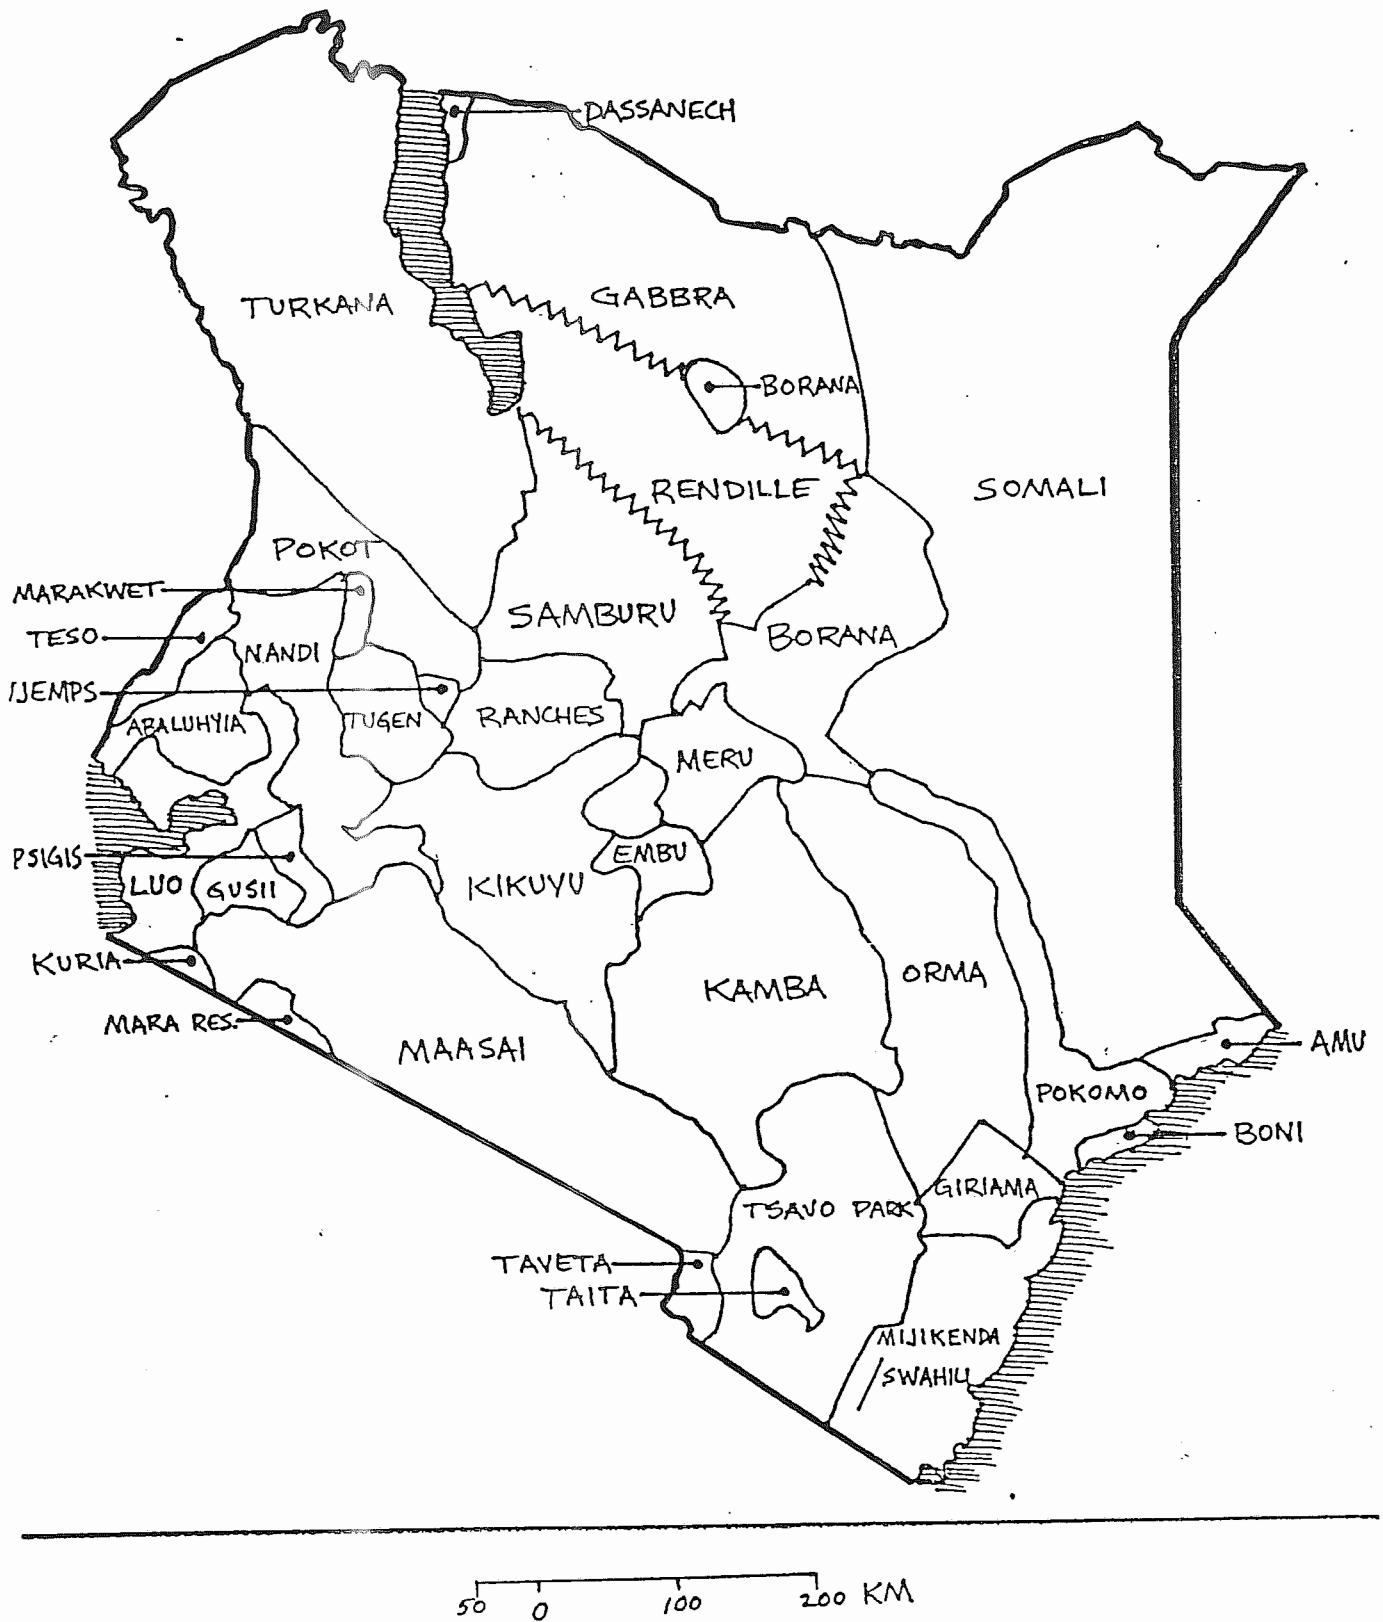 DASSANECH
TURKANA
GABBRA
BORANA
RENDILLE
SOMALI
POKOT
MARAKWET
SAMBURU
TESO
NANDI
BORANA
IJEMPS
TUGEN
RANCHES
ABALUHYIA
MERU
PSIGIS
EMBU
LUO
GUSII
KIKUYU
KURIA
ORMA
KAMBA
MARA RES.
MAASAI
AMU
POKOMO
BONI
GIRIAMA
TSAVO PARK
TAVETA
TAITA
MIJIKENDA
/SWAHILI
50 0 100 200 KM